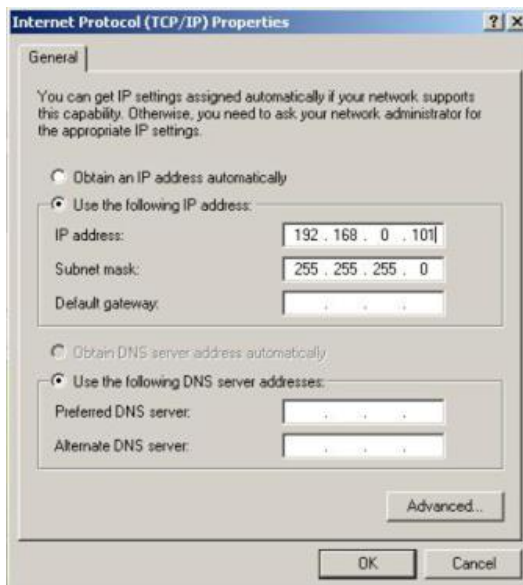 Internet Protocol (TCP/IP) Properties
General
You can get IP settings assigned automatically if your network supports
this capability. Otherwise, you need to ask your network administrator for
the appropriate IP settings.
Obtain an IP address automatically
Use the following IP address:
IP address: 192 . 168 . 0 . 101
Subnet mask: 255 . 255 . 255 . 0
Default gateway: . . .
Obtain DNS server address automatically
Use the following DNS server addresses:
Preferred DNS server: . . .
Alternate DNS server: . . .
Advanced...
OK Cancel